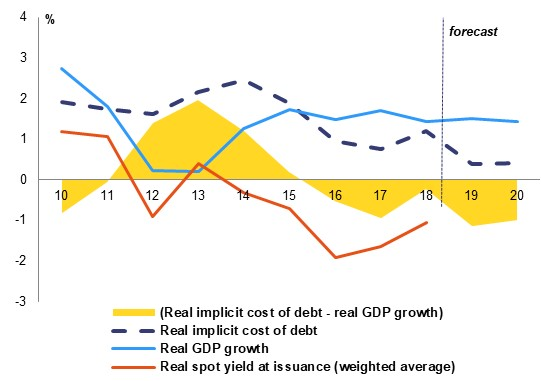 4
%
forecast
3
2
1
0
10 11 12 13 14 15 16 17 18 19 20
-1
-2
-3
(Real implicit cost of debt - real GDP growth)
Real implicit cost of debt
Real GDP growth
Real spot yield at issuance (weighted average)